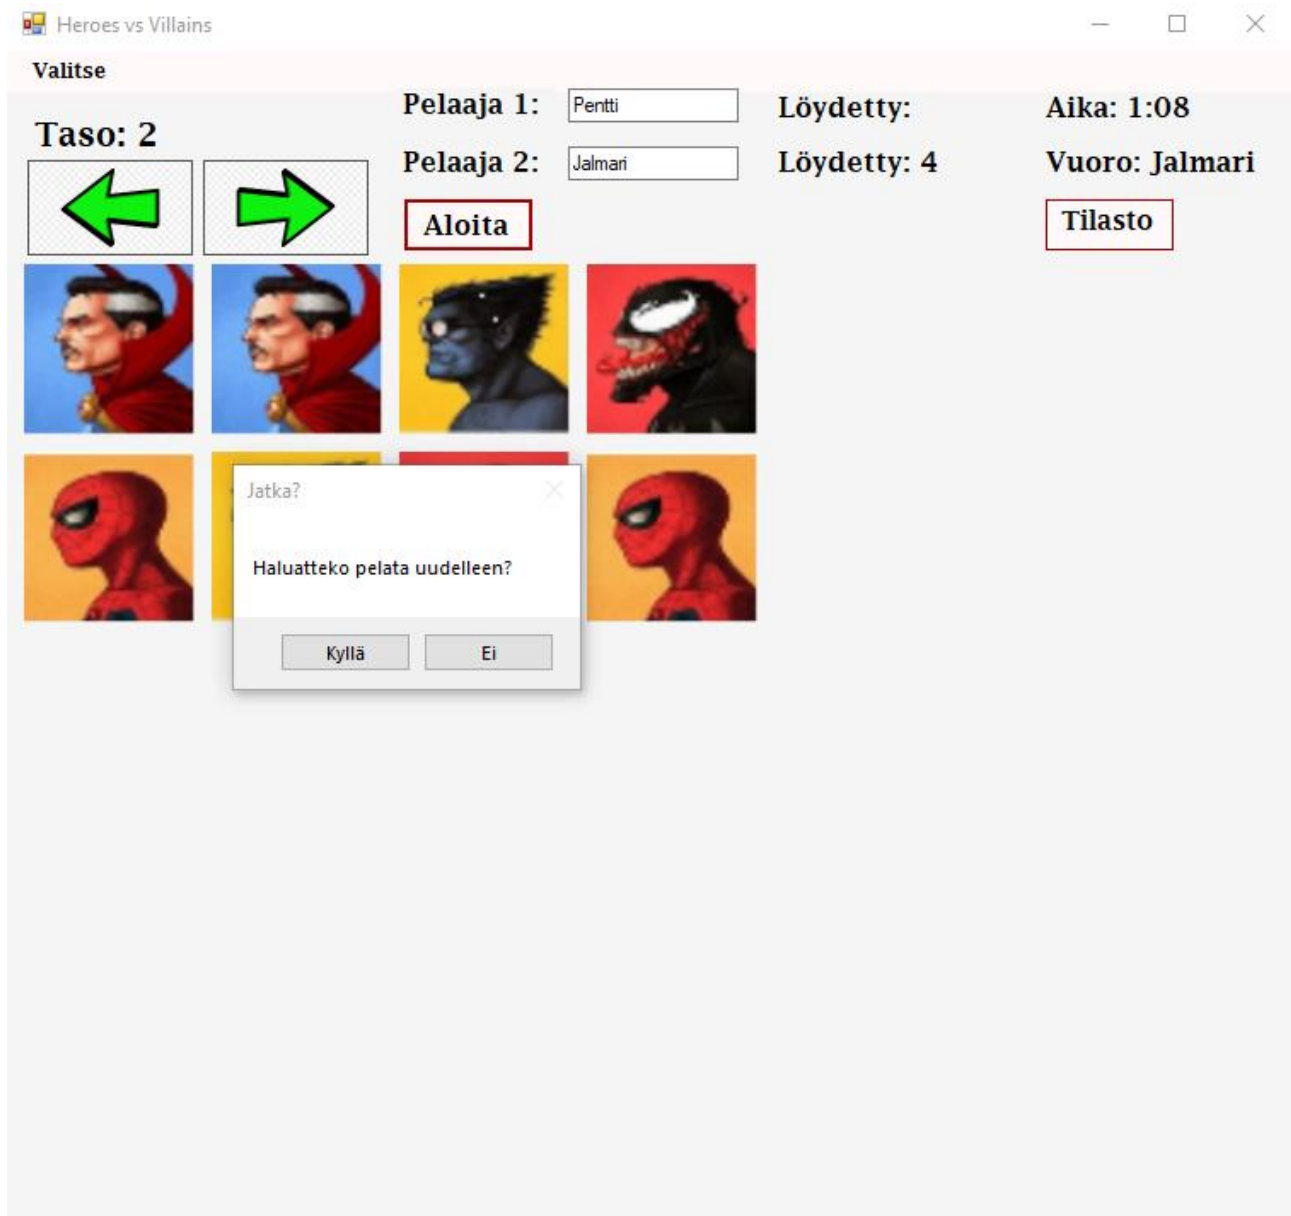 Heroes vs Villains
Valitse
Taso: 2
Pelaaja 1: Pentti Löydetty: Aika: 1:08
Pelaaja 2: Jalmari Löydetty: 4 Vuoro: Jalmari
Aloita Tilasto
Jatka?
Haluatteko pelata uudelleen?
Kyllä Ei